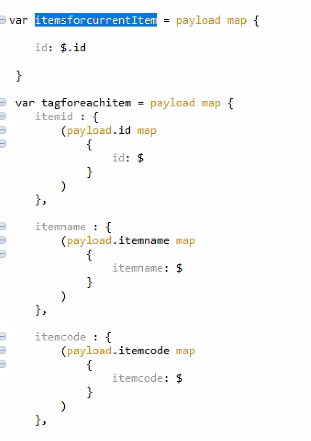 var itemsforcurrentItem = payload map {
id: $.id
}
var tagforeachitem = payload map {
itemid : {
(payload.id map
{
id: $
}
)
},
itemname : {
(payload.itemname map
{
itemname: $
}
)
},
itemcode : {
(payload.itemcode map
{
itemcode: $
}
)
},